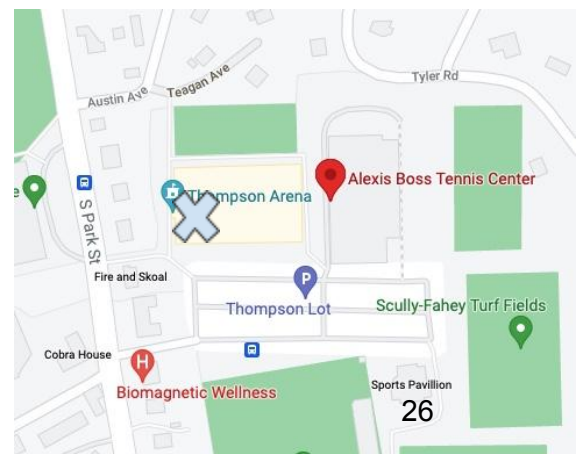 Tyler Rd
Teagan Ave
Austin Ave
e
Thompson Arena
Alexis Boss Tennis Center
S Park St
Fire and Skoal
P
Thompson Lot
Scully-Fahey Turf Fields
Cobra House
H
Biomagnetic Wellness
Sports Pavillion
26